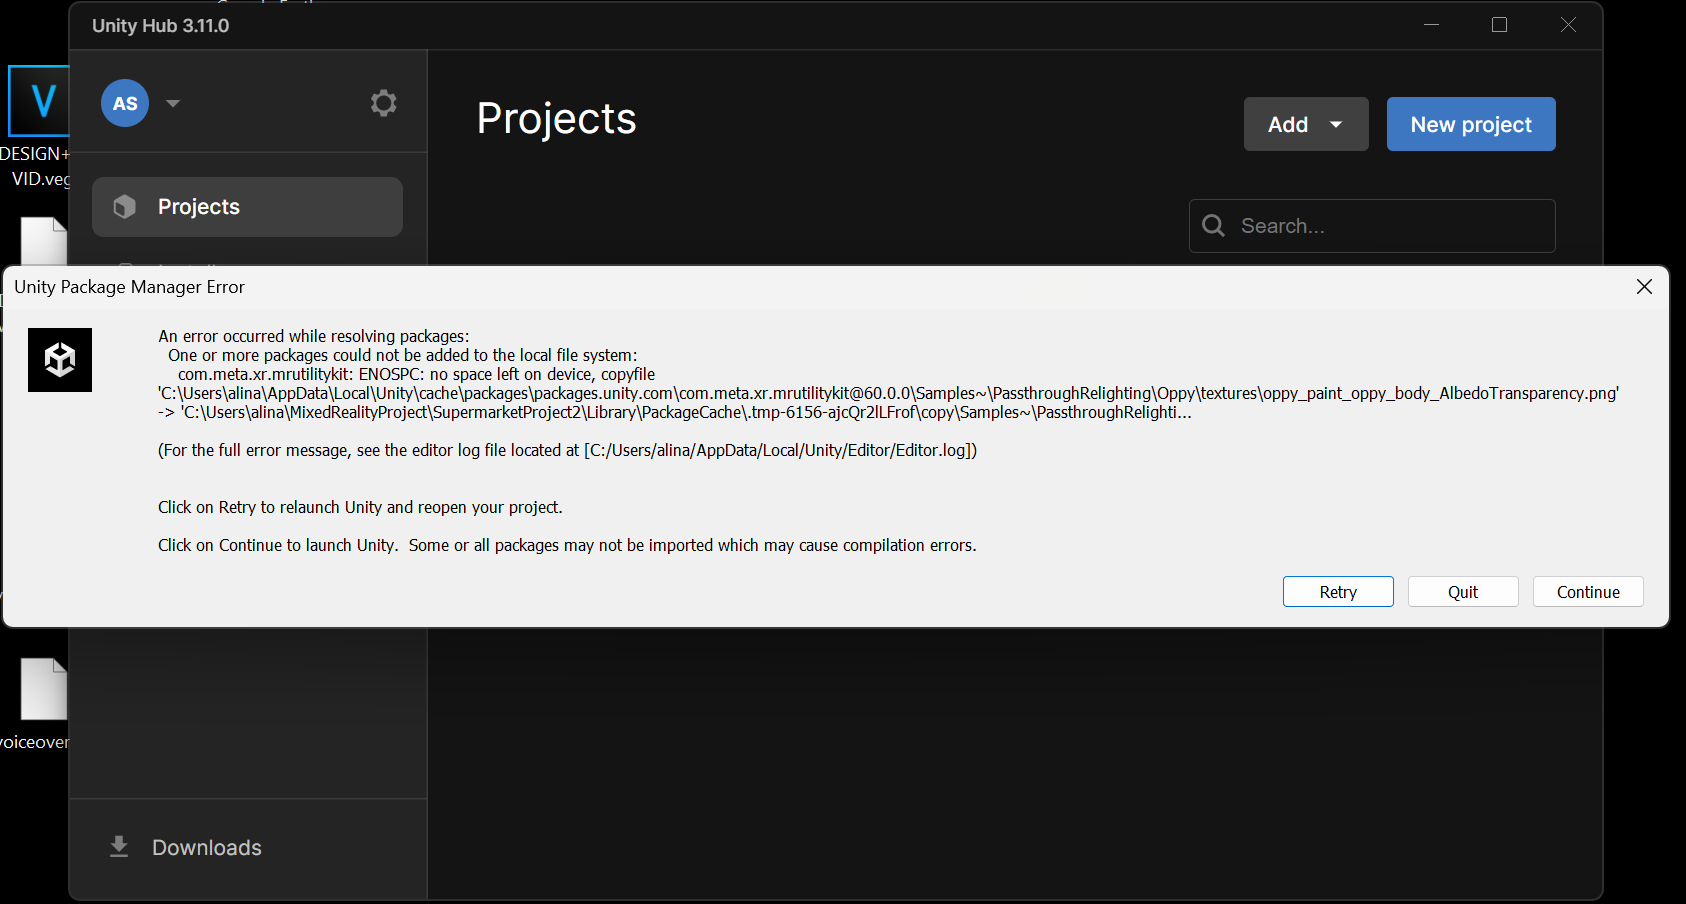 Unity Hub 3.11.0
AS
Projects
Add
New project
V
DESIGN+
VID.veg
Projects
Search...
Unity Package Manager Error
An error occurred while resolving packages:
One or more packages could not be added to the local file system:
com.meta.xr.mrutilitykit: ENOSPC: no space left on device, copyfile
'C:\Users\alina\AppData\Local\Unity\cache\packages\packages.unity.com\com.meta.xr.mrutilitykit@60.0.0\Samples~\PassthroughRelighting\Oppy\textures\oppy_paint_oppy_body_AlbedoTransparency.png'
-> 'C:\Users\alina\MixedRealityProject\SupermarketProject2\Library\PackageCache\.tmp-6156-ajcQr2lLFrof\copy\Samples~\PassthroughRelighti...
(For the full error message, see the editor log file located at [C:/Users/alina/AppData/Local/Unity/Editor/Editor.log])
Click on Retry to relaunch Unity and reopen your project.
Click on Continue to launch Unity.  Some or all packages may not be imported which may cause compilation errors.
Retry
Quit
Continue
voiceover
Downloads